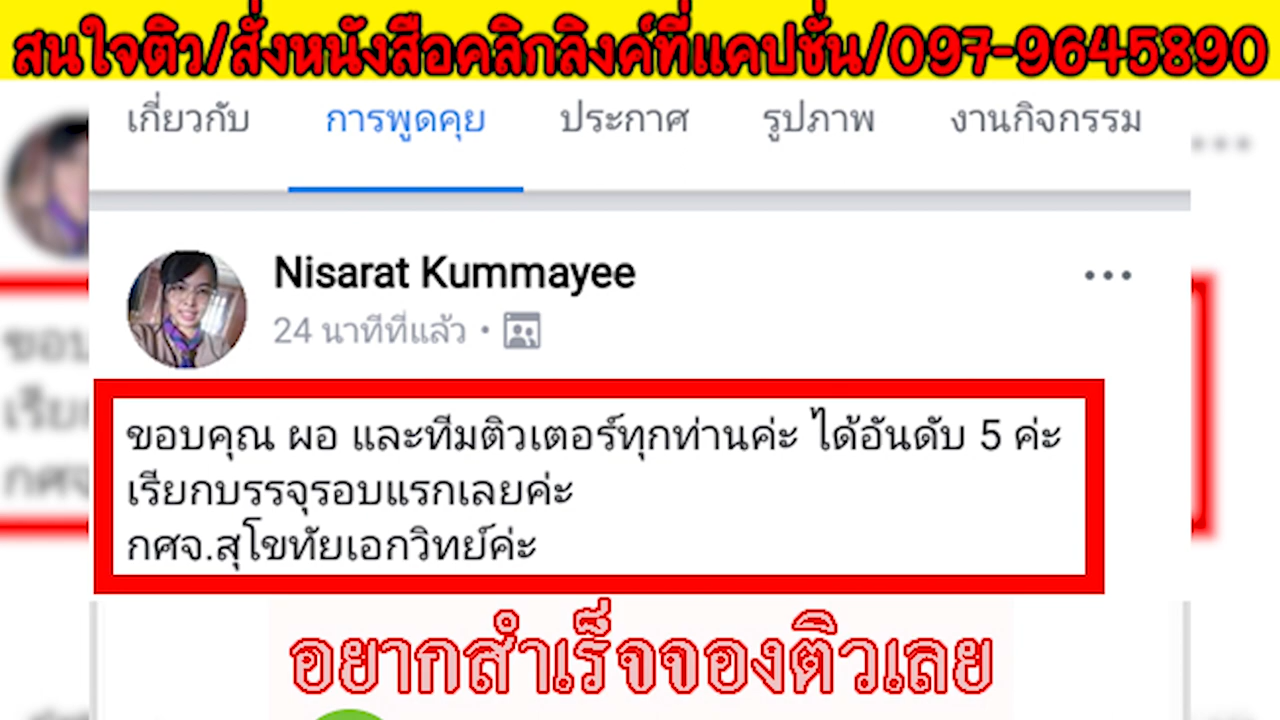 สนใจติว/สั่งหนังสือคลิกลิงค์ที่แคปชั่น/097-9645890
เกี่ยวกับ การพูดคุย ประกาศ รูปภาพ งานกิจกรรม
Nisarat Kummayee
24 นาทีที่แล้ว
ขอบคุณ ผอ และทีมติวเตอร์ทุกท่านค่ะ ได้อันดับ 5 ค่ะ
เรียกบรรจุรอบแรกเลยค่ะ
กศจ.สุโขทัยเอกวิทย์ค่ะ
อยากสำเร็จจองติวเลย